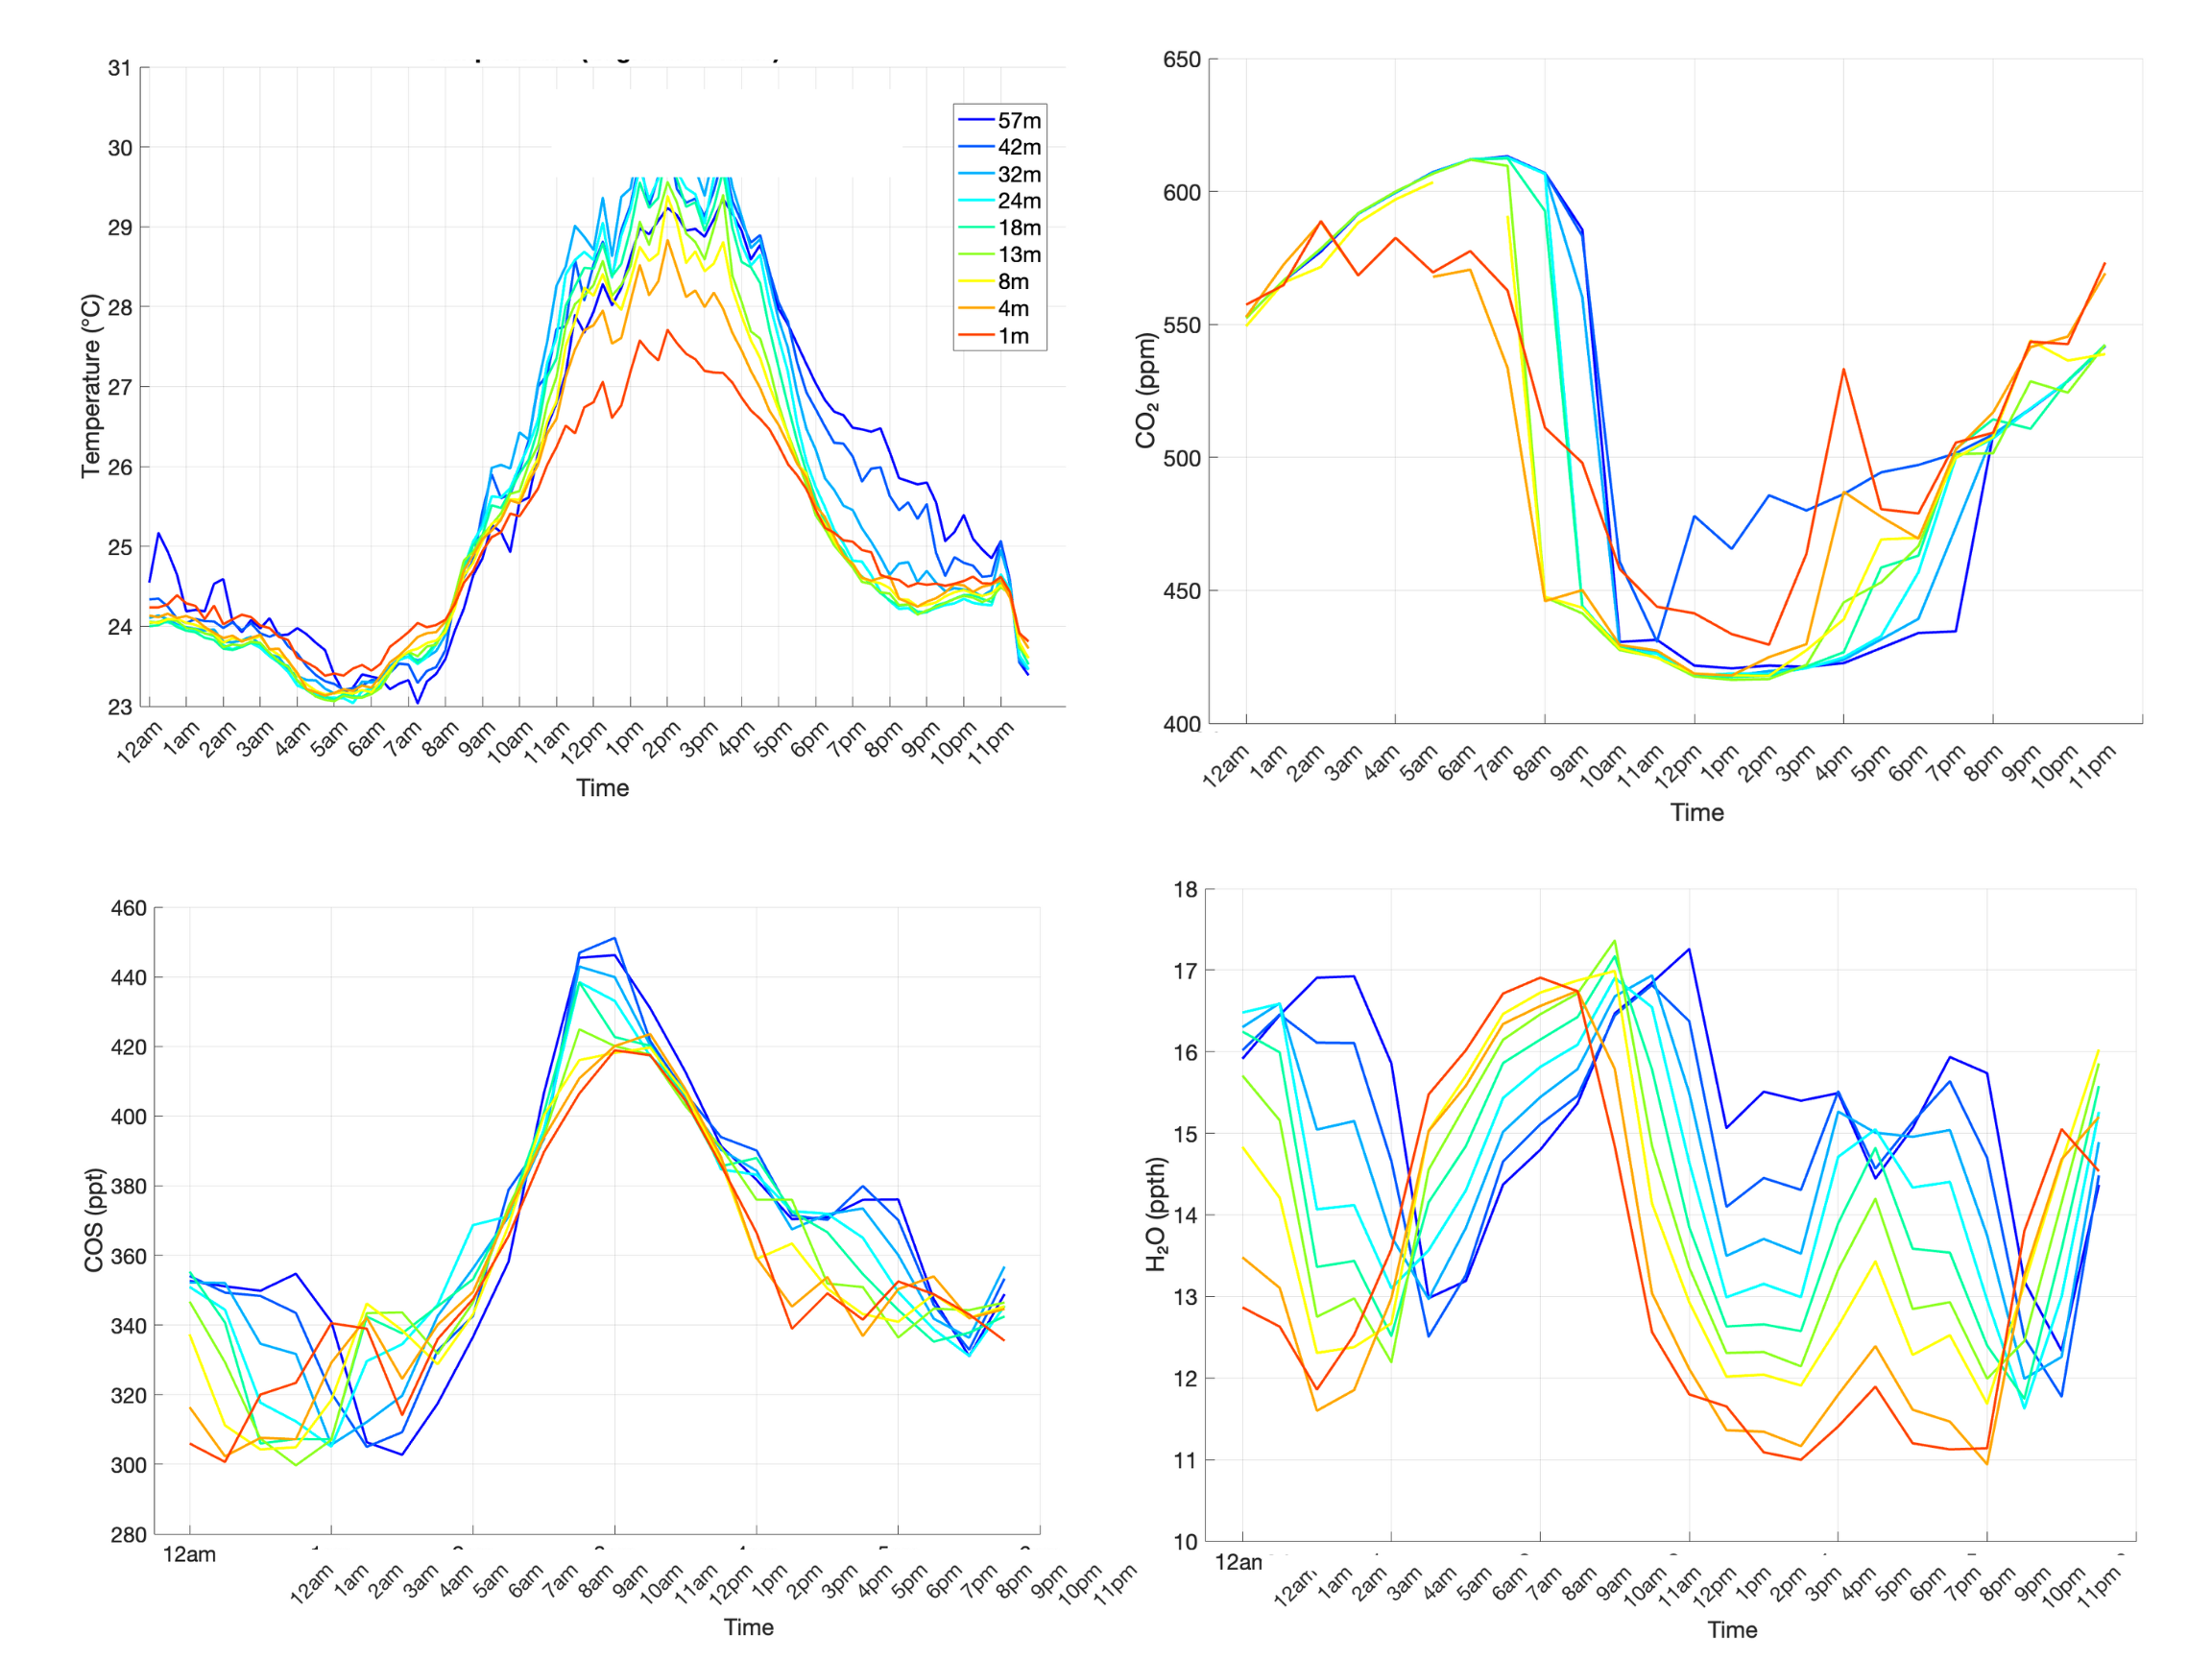 31
30
29
28
27
26
25
24
23
Temperature (°C)
57m
42m
32m
24m
18m
13m
8m
4m
1m
12am 1am 2am 3am 4am 5am 6am 7am 8am 9am 10am 11am 12pm 1pm 2pm 3pm 4pm 5pm 6pm 7pm 8pm 9pm 10pm 11pm
Time
650
600
550
500
450
400
CO₂ (ppm)
12am 1am 2am 3am 4am 5am 6am 7am 8am 9am 10am 11am 12pm 1pm 2pm 3pm 4pm 5pm 6pm 7pm 8pm 9pm 10pm 11pm
Time
460
440
420
400
380
360
340
320
300
280
COS (ppt)
12am
12am 1am 2am 3am 4am 5am 6am 7am 8am 9am 10am 11am 12pm 1pm 2pm 3pm 4pm 5pm 6pm 7pm 8pm 9pm 10pm 11pm
Time
18
17
16
15
14
13
12
11
10
H₂O (ppth)
12am 1am 2am 3am 4am 5am 6am 7am 8am 9am 10am 11am 12pm 1pm 2pm 3pm 4pm 5pm 6pm 7pm 8pm 9pm 10pm 11pm
Time